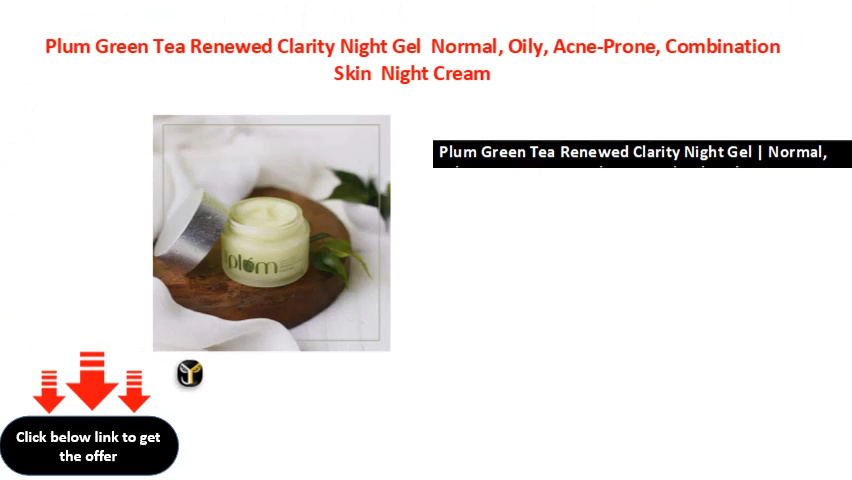 Plum Green Tea Renewed Clarity Night Gel  Normal, Oily, Acne-Prone, Combination
Skin  Night Cream
Plum Green Tea Renewed Clarity Night Gel | Normal,
plum
Click below link to get
the offer